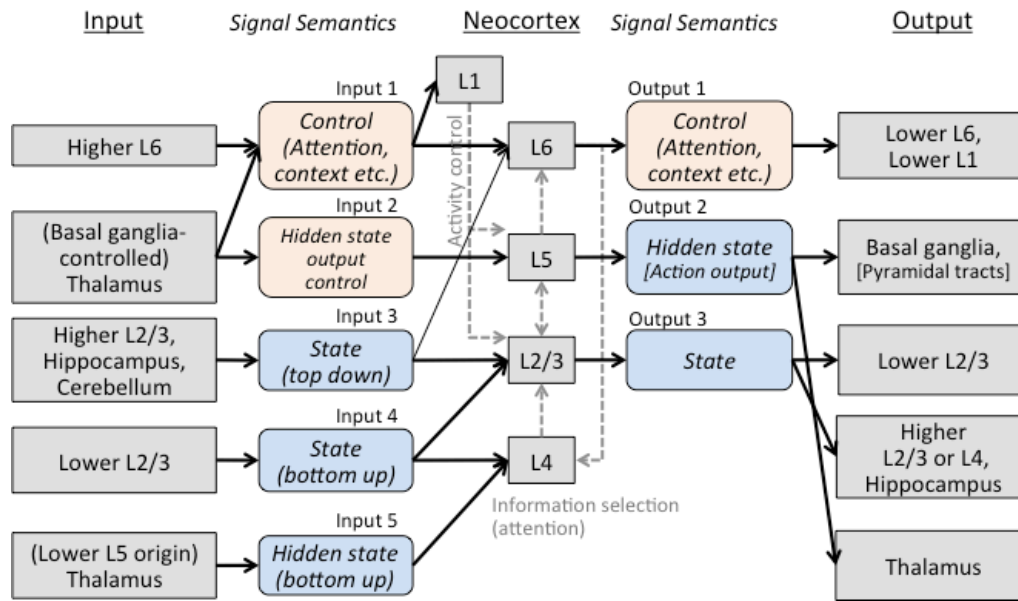 Input
Signal Semantics
Neocortex
Signal Semantics
Output
Input 1
L1
Output 1
Higher L6
Control
(Attention,
context etc.)
L6
Control
(Attention,
context etc.)
Lower L6,
Lower L1
Activity control
(Basal ganglia-
controlled)
Thalamus
Input 2
Hidden state
output
control
L5
Output 2
Hidden state
[Action output]
Basal ganglia,
[Pyramidal tracts]
Higher L2/3,
Hippocampus,
Cerebellum
Input 3
State
(top down)
L2/3
Output 3
State
Lower L2/3
Lower L2/3
Input 4
State
(bottom up)
L4
Higher
L2/3 or L4,
Hippocampus
Information selection
(attention)
(Lower L5 origin)
Thalamus
Input 5
Hidden state
(bottom up)
Thalamus